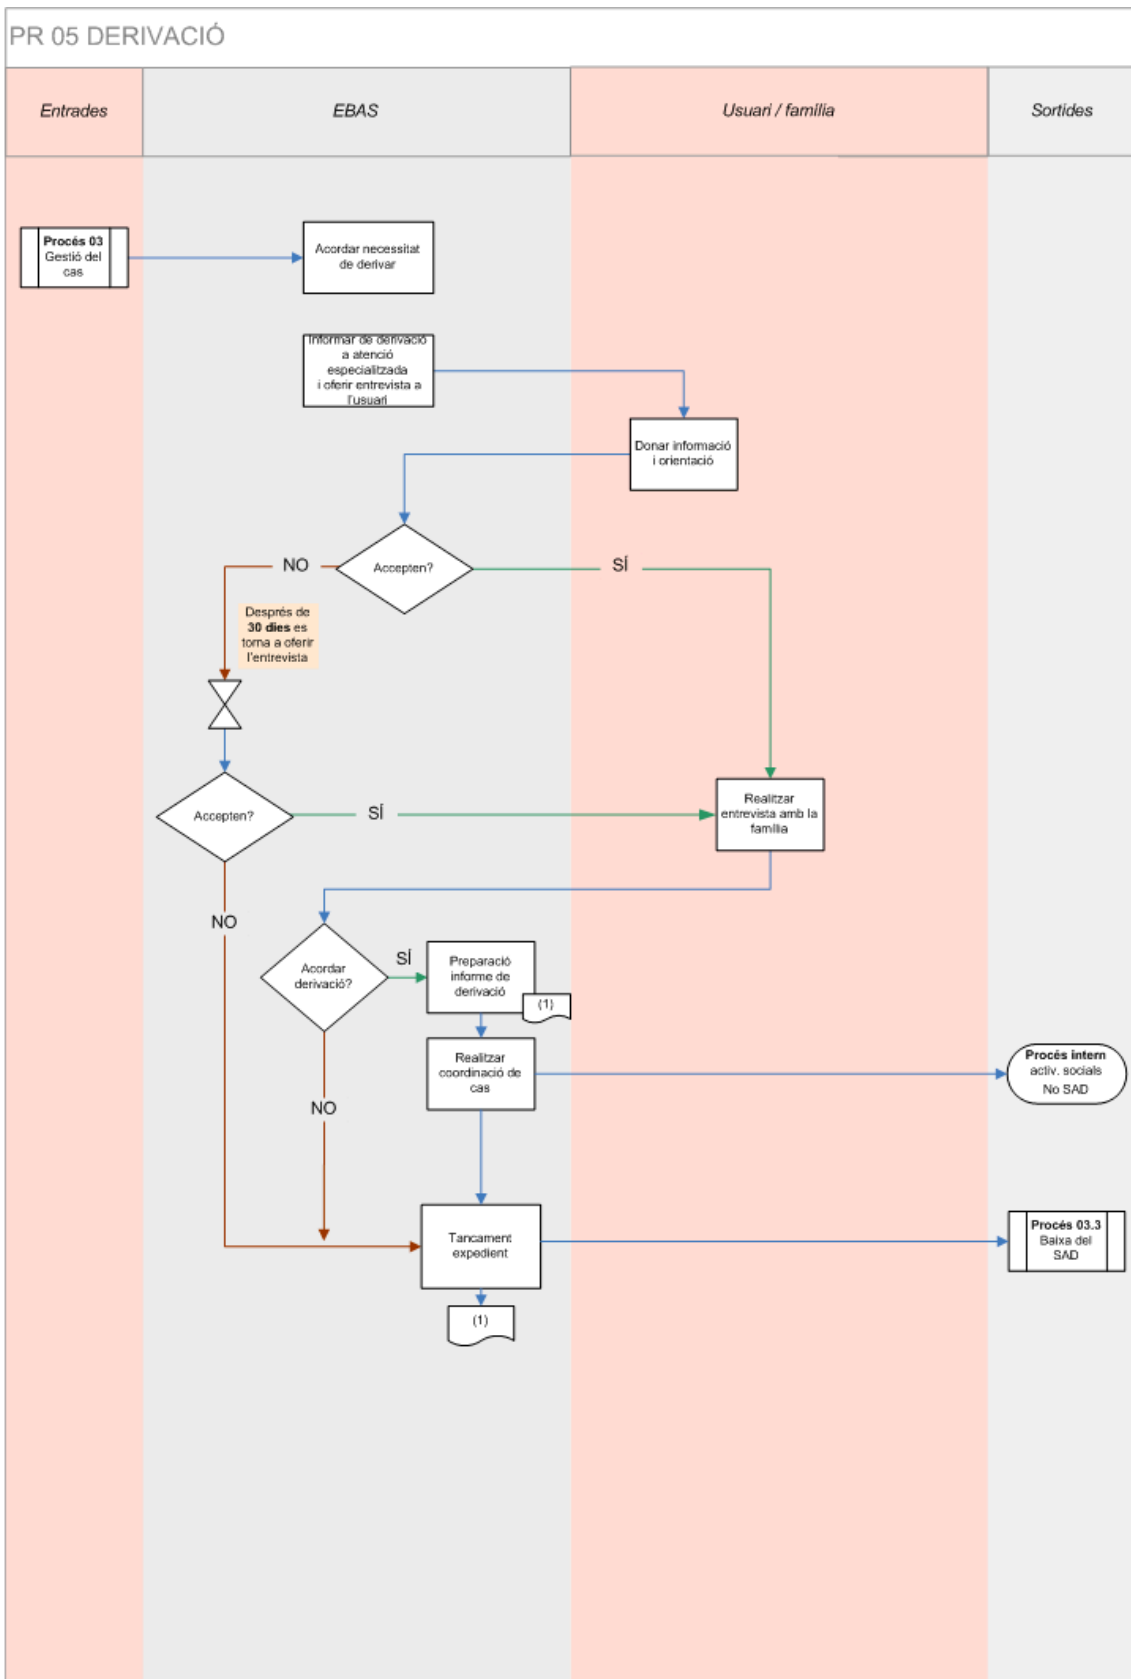 PR 05 DERIVACIÓ
Entrades
EBAS
Usuari / família
Sortides
Procés 03
Gestió del
cas
Acordar necessitat
de derivar
Informar de derivació
a atenció
especialitzada
i oferir entrevista a
l'usuari
Donar informació
i orientació
Accepten?
NO
SÍ
Després de
30 dies es
torna a oferir
l'entrevista
Accepten?
SÍ
NO
Realitzar
entrevista amb la
família
Acordar
derivació?
SÍ
NO
Preparació
informe de
derivació
(1)
Realitzar
coordinació de
cas
Procés intern
activ. socials
No SAD
Tancament
expedient
(1)
Procés 03.3
Baixa del
SAD